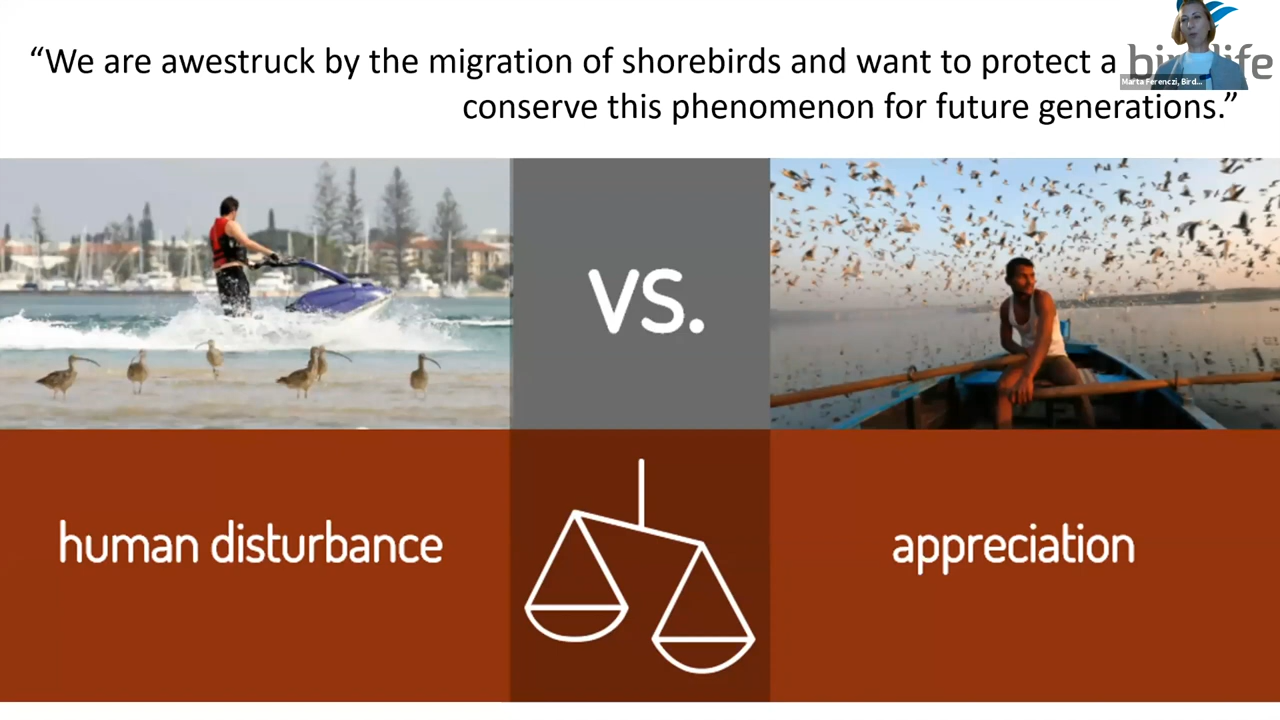 “We are awestruck by the migration of shorebirds and want to protect a
conserve this phenomenon for future generations.”
Marta Ferenczi, Bird...
VS.
human disturbance
appreciation